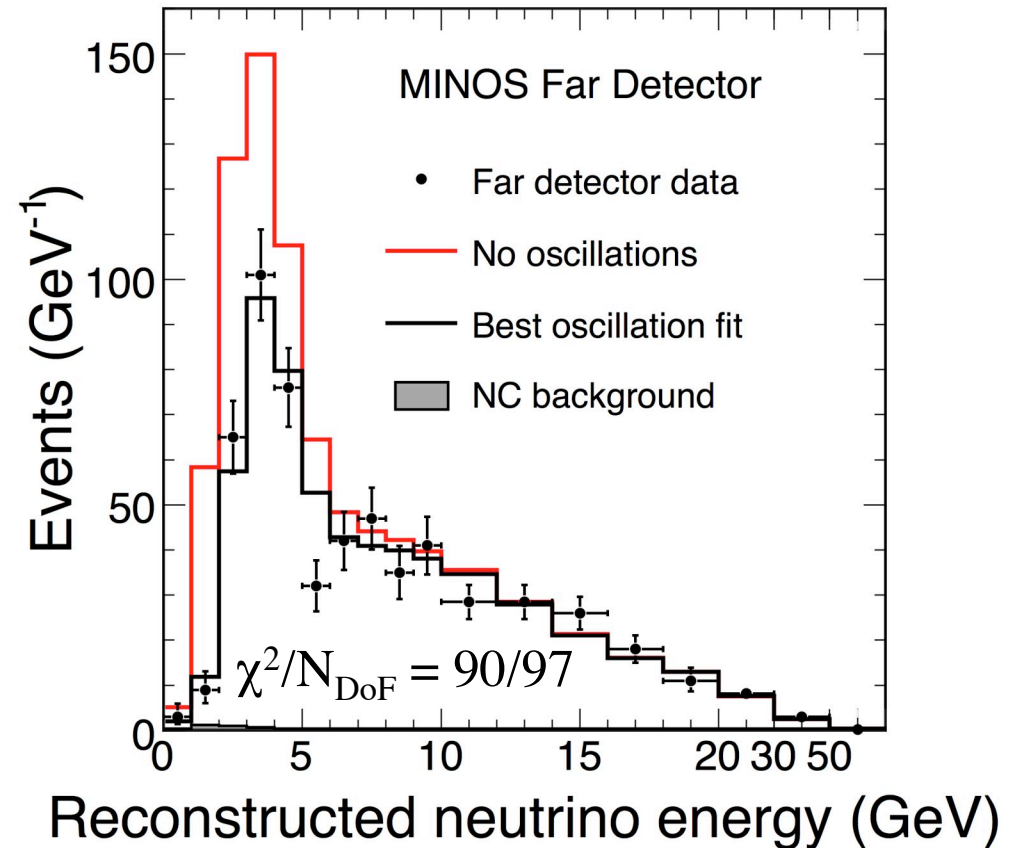 150
100
50
0
Events (GeV⁻¹)
MINOS Far Detector
Far detector data
No oscillations
Best oscillation fit
NC background
χ²/N_DoF = 90/97
0 5 10 15 20 30 50
Reconstructed neutrino energy (GeV)